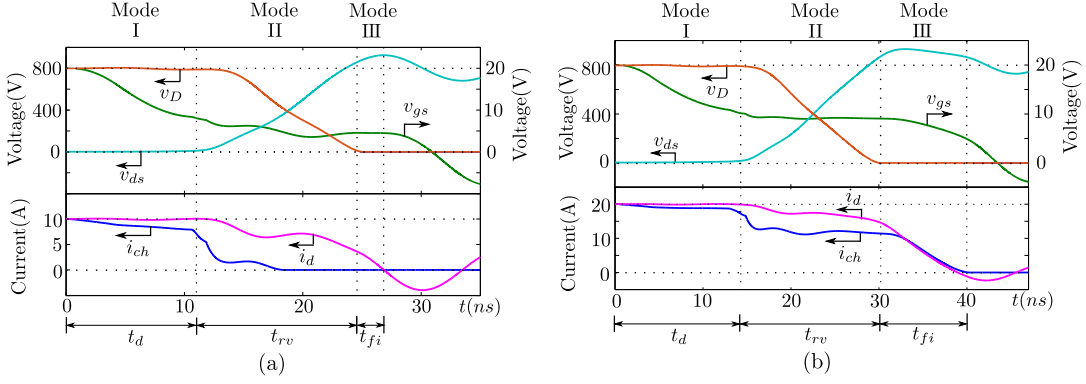 Mode I
Mode II
Mode III
Voltage(V)
800
400
0
v_D
v_ds
v_gs
20
10
0
Voltage(V)
Current(A)
10
5
0
i_ch
i_d
0
10
20
30
t(ns)
t_d
t_rv
t_fi
(a)
Mode I
Mode II
Mode III
Voltage(V)
800
400
0
v_D
v_ds
v_gs
20
10
0
Voltage(V)
Current(A)
20
10
0
i_d
i_ch
0
10
20
30
40
t(ns)
t_d
t_rv
t_fi
(b)